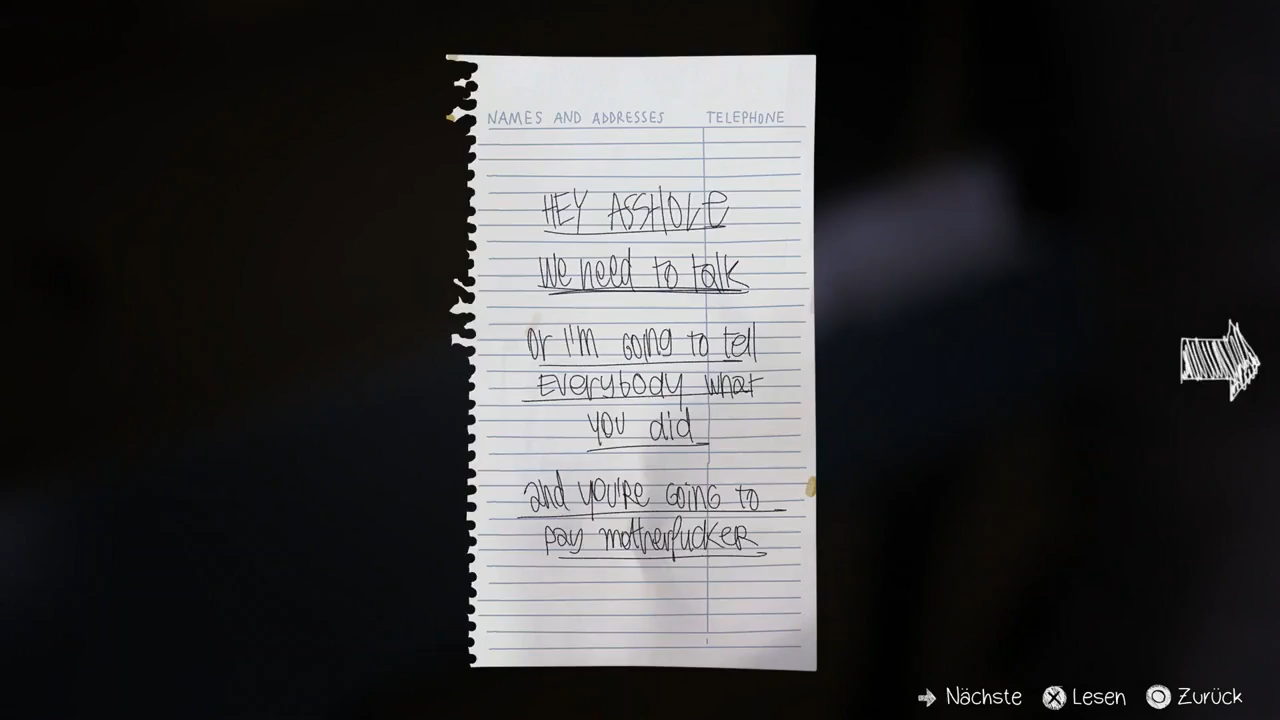 NAMES AND ADDRESSES TELEPHONE
HEY ASSHOLE
We need to talk
Or I'm going to tell
Everybody what
you did
and you're going to
pay motherfucker
Nächste Lesen Zurück